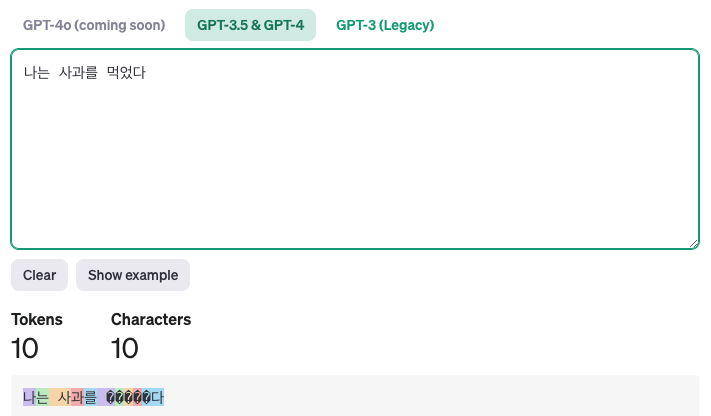 GPT-4o (coming soon) GPT-3.5 & GPT-4 GPT-3 (Legacy)
나는 사과를 먹었다
Clear Show example
Tokens Characters
10 10
나는 사과를 �����다